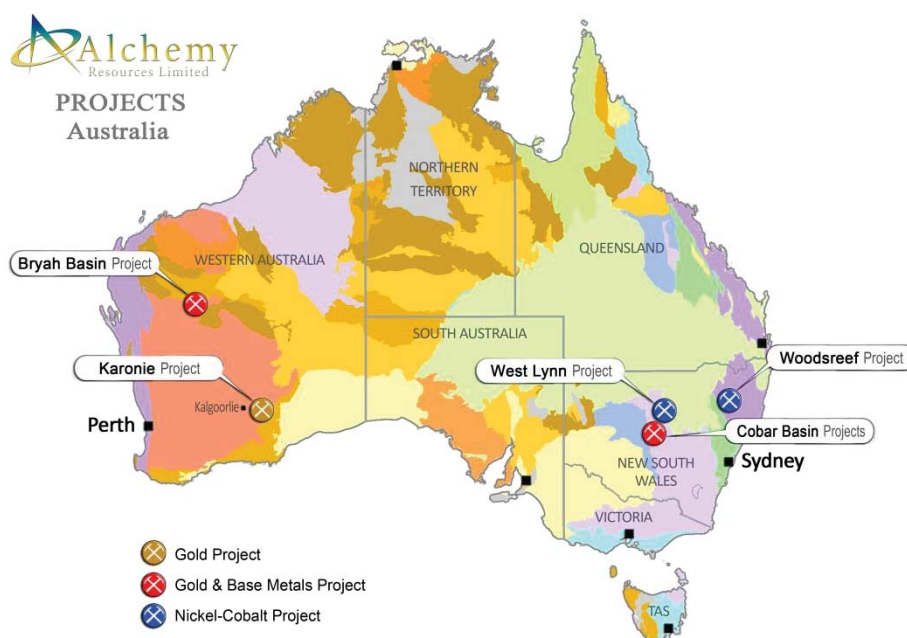 Alchemy
Resources Limited
PROJECTS
Australia
NORTHERN
TERRITORY
QUEENSLAND
WESTERN AUSTRALIA
Bryah Basin Project
SOUTH AUSTRALIA
Karonie Project
West Lynn Project
Woodsreef Project
Kalgoorlie
Perth
Cobar Basin Projects
Sydney
NEW SOUTH
WALES
VICTORIA
Gold Project
Gold & Base Metals Project
Nickel-Cobalt Project
TAS